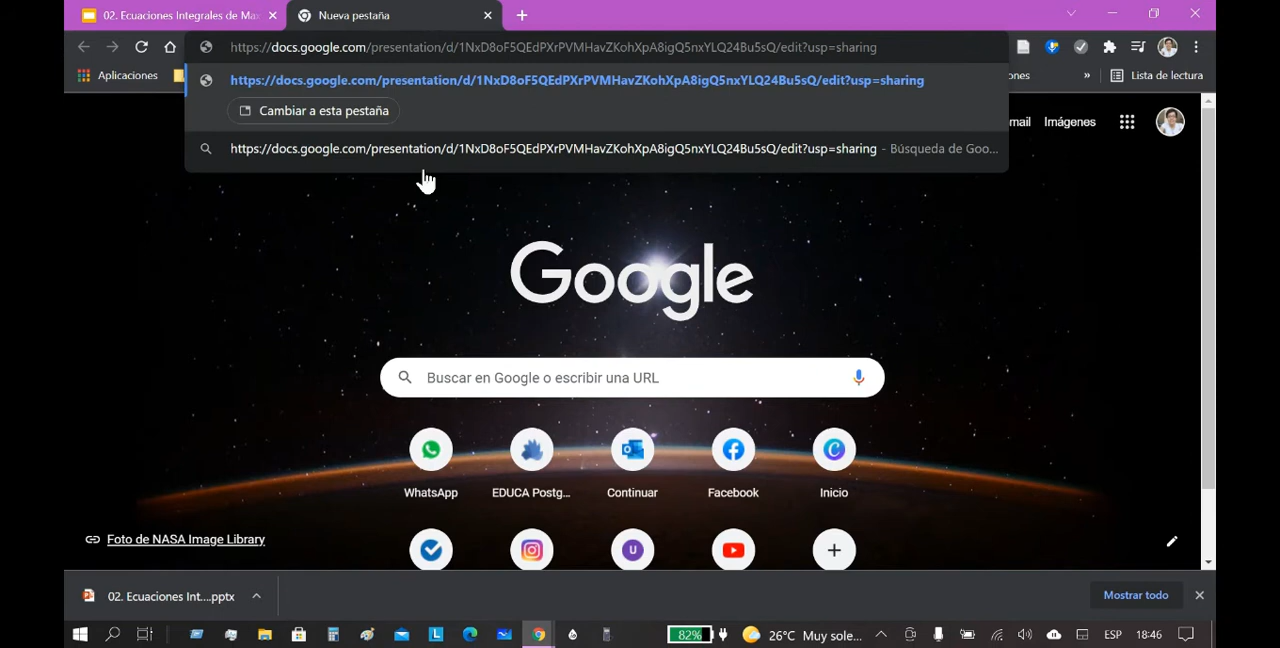 02. Ecuaciones Integrales de Ma
Nueva pestaña
https://docs.google.com/presentation/d/1NxD8oF5QEdPXrPVMHavZKohXpA8igQ5nxYLQ24Bu5sQ/edit?usp=sharing
Aplicaciones
https://docs.google.com/presentation/d/1NxD8oF5QEdPXrPVMHavZKohXpA8igQ5nxYLQ24Bu5sQ/edit?usp=sharing
ones
»
Lista de lectura
Cambiar a esta pestaña
mail
Imágenes
https://docs.google.com/presentation/d/1NxD8oF5QEdPXrPVMHavZKohXpA8igQ5nxYLQ24Bu5sQ/edit?usp=sharing - Búsqueda de Goo...
Google
Buscar en Google o escribir una URL
WhatsApp
EDUCA Postg...
Continuar
Facebook
Inicio
Foto de NASA Image Library
02. Ecuaciones Int....pptx
Mostrar todo
82%
26°C Muy sole...
ESP
18:46